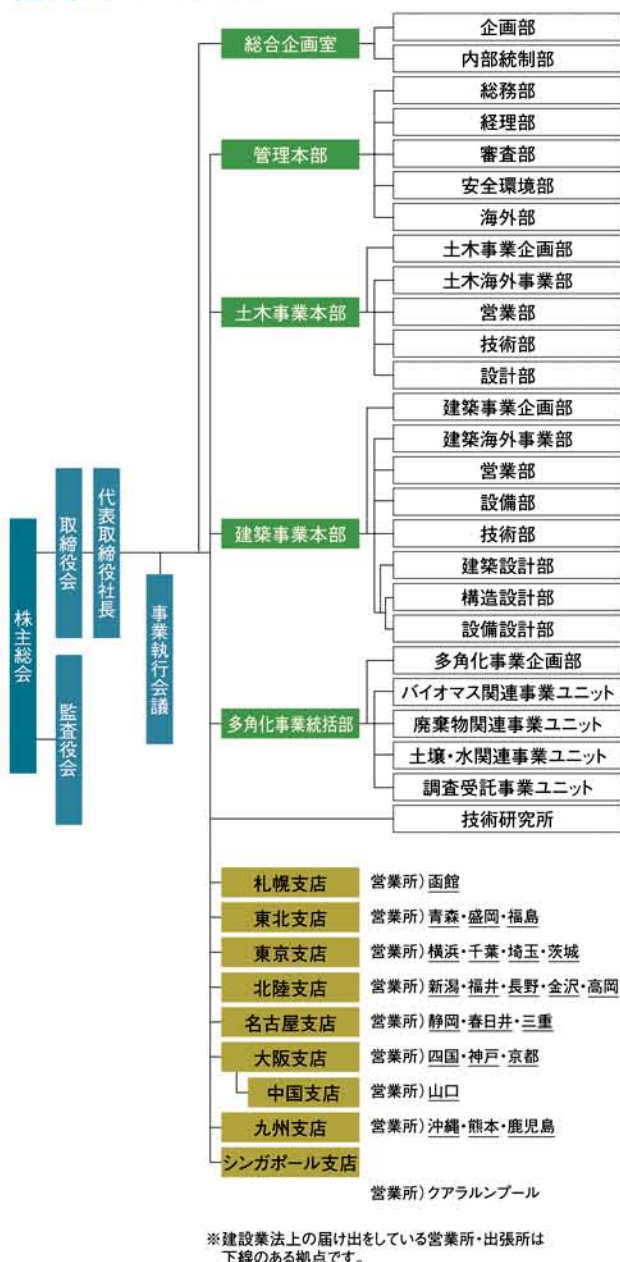 株主総会
取締役会
監査役会
代表取締役社長
事業執行会議
総合企画室
企画部
内部統制部
管理本部
総務部
経理部
審査部
安全環境部
海外部
土木事業本部
土木事業企画部
土木海外事業部
営業部
技術部
設計部
建築事業本部
建築事業企画部
建築海外事業部
営業部
設備部
技術部
建築設計部
構造設計部
設備設計部
多角化事業統括部
多角化事業企画部
バイオマス関連事業ユニット
廃棄物関連事業ユニット
土壌・水関連事業ユニット
調査受託事業ユニット
技術研究所
札幌支店 営業所）函館
東北支店 営業所）青森・盛岡・福島
東京支店 営業所）横浜・千葉・埼玉・茨城
北陸支店 営業所）新潟・福井・長野・金沢・高岡
名古屋支店 営業所）静岡・春日井・三重
大阪支店 営業所）四国・神戸・京都
中国支店 営業所）山口
九州支店 営業所）沖縄・熊本・鹿児島
シンガポール支店
営業所）クアラルンプール
※建設業法上の届け出をしている営業所・出張所は
下線のある拠点です。